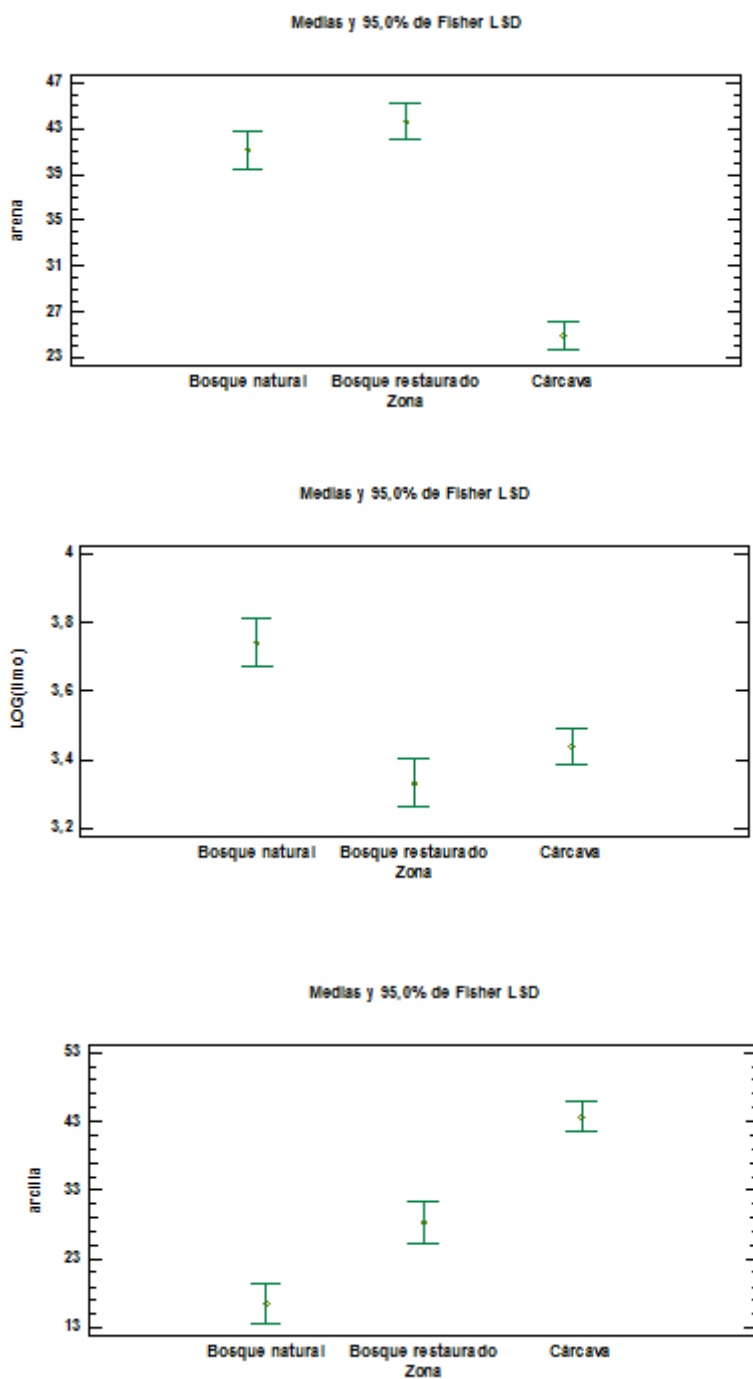 Medias y 95,0% de Fisher LSD
47
43
39
35
31
27
23
arena
Bosque natural
Bosque restaurado
Cárcava
Zona
Medias y 95,0% de Fisher LSD
4
3,8
3,6
3,4
3,2
LOG(limo)
Bosque natural
Bosque restaurado
Cárcava
Zona
Medias y 95,0% de Fisher LSD
53
43
33
23
13
arcilla
Bosque natural
Bosque restaurado
Cárcava
Zona